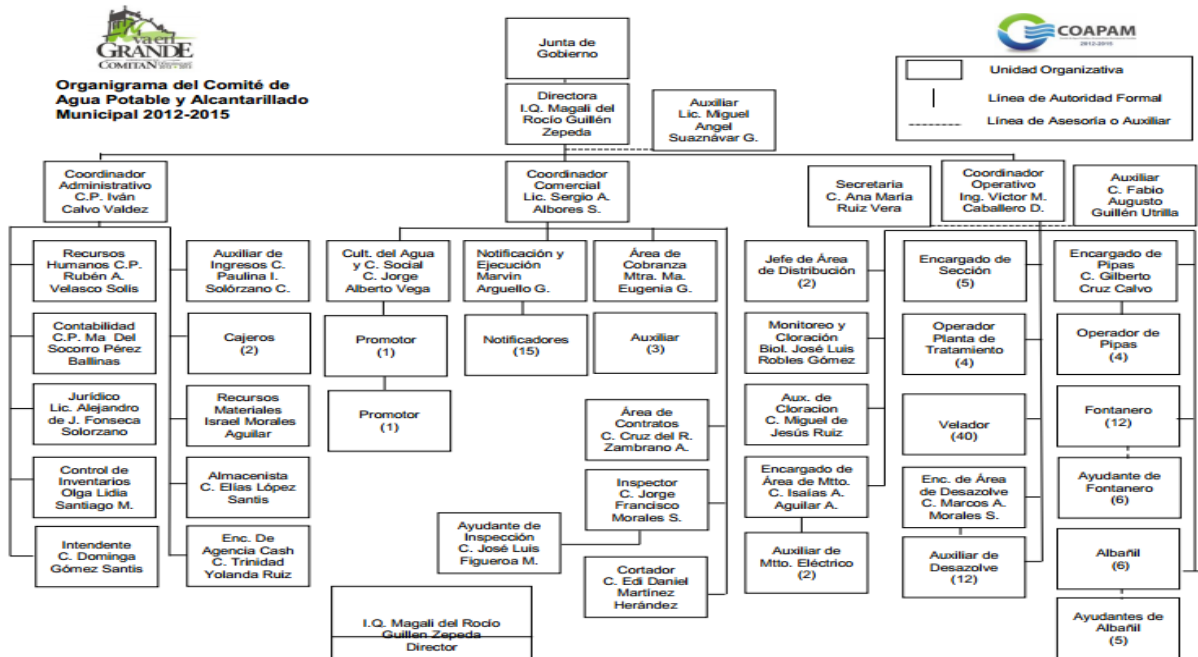 va en
GRANDE
COMITAN
COAPAM
2012-2015
Organigrama del Comité de
Agua Potable y Alcantarillado
Municipal 2012-2015
Unidad Organizativa
Línea de Autoridad Formal
Línea de Asesoría o Auxiliar
Junta de
Gobierno
Directora
I.Q. Magali del
Rocío Guillén
Zepeda
Auxiliar
Lic. Miguel
Angel
Suaznávar G.
Coordinador
Administrativo
C.P. Iván
Calvo Valdez
Coordinador
Comercial
Lic. Sergio A.
Albores S.
Secretaria
C. Ana María
Ruiz Vera
Coordinador
Operativo
Ing. Víctor M.
Caballero D.
Auxiliar
C. Fabio
Augusto
Guillén Utrilla
Recursos
Humanos C.P.
Rubén A.
Velasco Solís
Auxiliar de
Ingresos C.
Paulina I.
Solórzano C.
Cult. del Agua
y C. Social
C. Jorge
Alberto Vega
Notificación y
Ejecución
Marvin
Arguello G.
Área de
Cobranza
Mtra. Ma.
Eugenia G.
Jefe de Área
de Distribución
(2)
Encargado de
Sección
(5)
Encargado de
Pipas
C. Gilberto
Cruz Calvo
Contabilidad
C.P. Ma Del
Socorro Pérez
Ballinas
Cajeros
(2)
Promotor
(1)
Notificadores
(15)
Auxiliar
(3)
Monitoreo y
Cloración
Biol. José Luis
Robles Gómez
Operador
Planta de
Tratamiento
(4)
Operador de
Pipas
(4)
Jurídico
Lic. Alejandro
de J. Fonseca
Solorzano
Recursos
Materiales
Israel Morales
Aguilar
Promotor
(1)
Área de
Contratos
C. Cruz del R.
Zambrano A.
Aux. de
Cloracion
C. Miguel de
Jesús Ruiz
Velador
(40)
Fontanero
(12)
Control de
Inventarios
Olga Lidia
Santiago M.
Almacenista
C. Elías López
Santis
Inspector
C. Jorge
Francisco
Morales S.
Encargado de
Área de Mtto.
C. Isaías A.
Aguilar A.
Enc. de Área
de Desazolve
C. Marcos A.
Morales S.
Ayudante de
Fontanero
(6)
Intendente
C. Dominga
Gómez Santis
Enc. De
Agencia Cash
C. Trinidad
Yolanda Ruiz
Ayudante de
Inspección
C. José Luis
Figueroa M.
Cortador
C. Edi Daniel
Martínez
Herández
Auxiliar de
Mtto. Eléctrico
(2)
Auxiliar de
Desazolve
(12)
Albañil
(6)
Ayudantes de
Albañil
(5)
I.Q. Magali del Rocío
Guillen Zepeda
Director